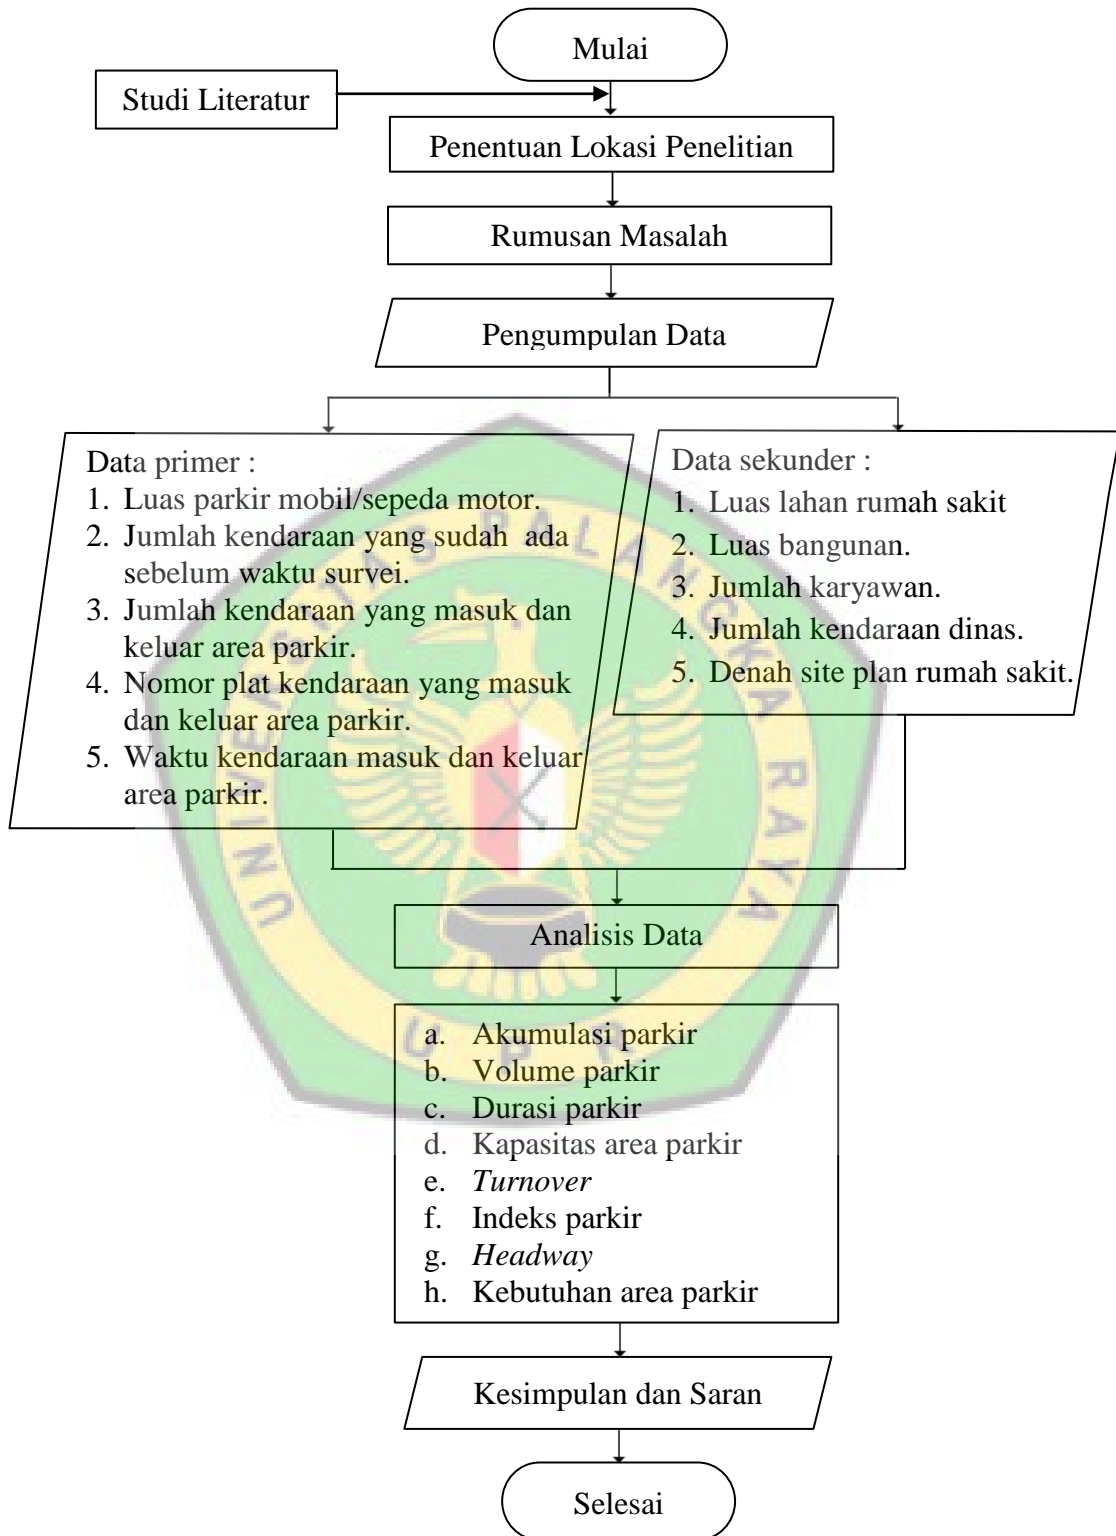 Mulai
Studi Literatur
Penentuan Lokasi Penelitian
Rumusan Masalah
Pengumpulan Data
Data primer :
1. Luas parkir mobil/sepeda motor.
2. Jumlah kendaraan yang sudah ada
sebelum waktu survei.
3. Jumlah kendaraan yang masuk dan
keluar area parkir.
4. Nomor plat kendaraan yang masuk
dan keluar area parkir.
5. Waktu kendaraan masuk dan keluar
area parkir.
Data sekunder :
1. Luas lahan rumah sakit
2. Luas bangunan.
3. Jumlah karyawan.
4. Jumlah kendaraan dinas.
5. Denah site plan rumah sakit.
UNIVERSITAS PALANGKA RAYA
UPR
Analisis Data
a. Akumulasi parkir
b. Volume parkir
c. Durasi parkir
d. Kapasitas area parkir
e. Turnover
f. Indeks parkir
g. Headway
h. Kebutuhan area parkir
Kesimpulan dan Saran
Selesai